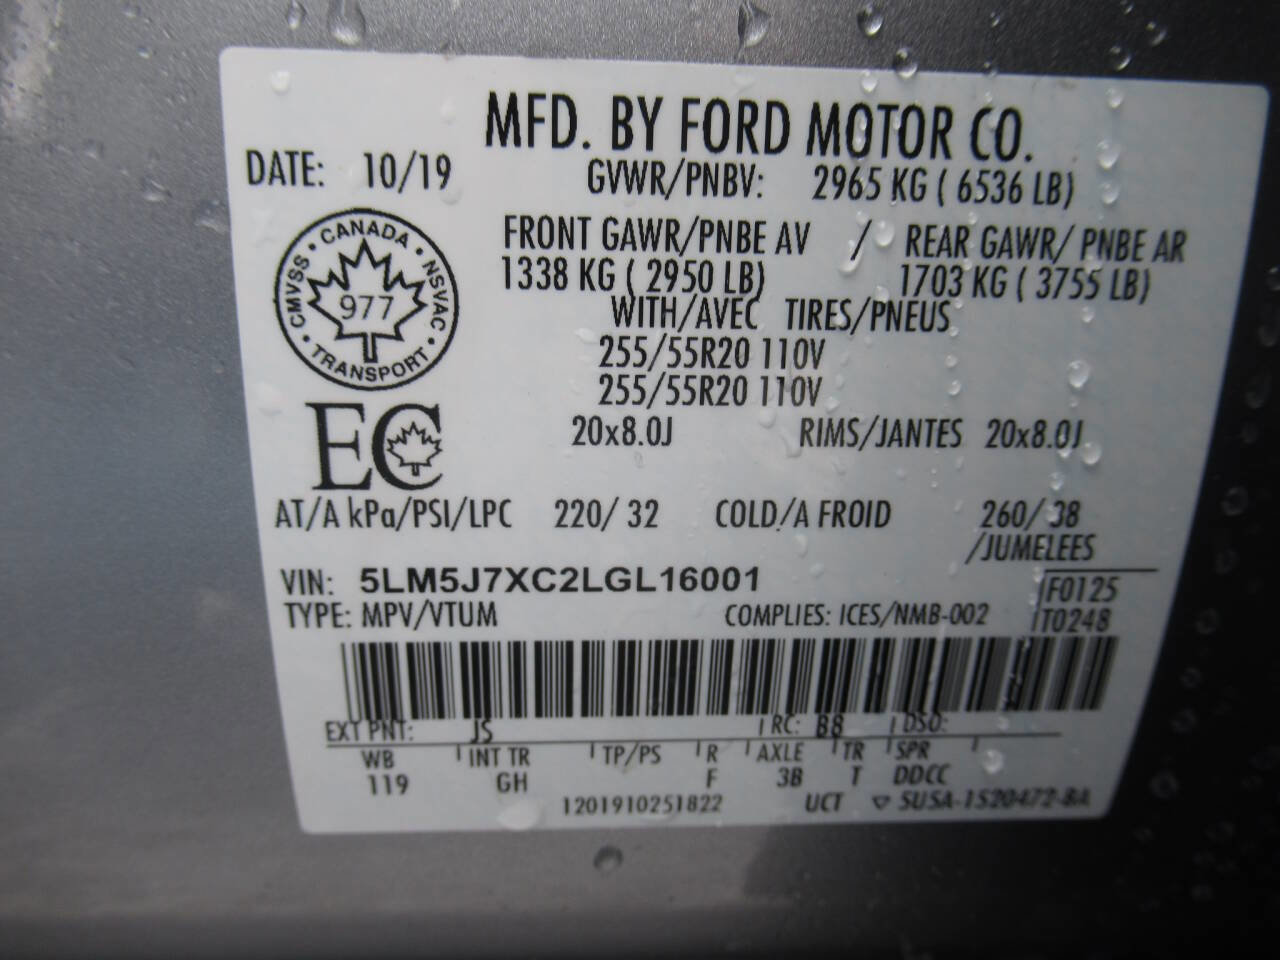 MFD. BY FORD MOTOR CO.
DATE: 10/19 GVWR/PNBV: 2965 KG ( 6536 LB)
FRONT GAWR/PNBE AV / REAR GAWR/ PNBE AR
1338 KG ( 2950 LB) 1703 KG ( 3755 LB)
WITH/AVEC TIRES/PNEUS
255/55R20 110V
255/55R20 110V
20x8.0J RIMS/JANTES 20x8.0J
CANADA
CMVSS • NSVAC
977
TRANSPORT
EC
AT/A kPa/PSI/LPC 220/ 32 COLD/A FROID 260/ 38
/JUMELEES
VIN: 5LM5J7XC2LGL16001 F0125
TYPE: MPV/VTUM COMPLIES: ICES/NMB-002 T0248
EXT PNT: JS RC: B8 DSO:
WB INT TR TP/PS R AXLE TR SPR
119 GH F 3B T DDCC
1201910251822 UCT ▽ 5U5A-1520472-BA